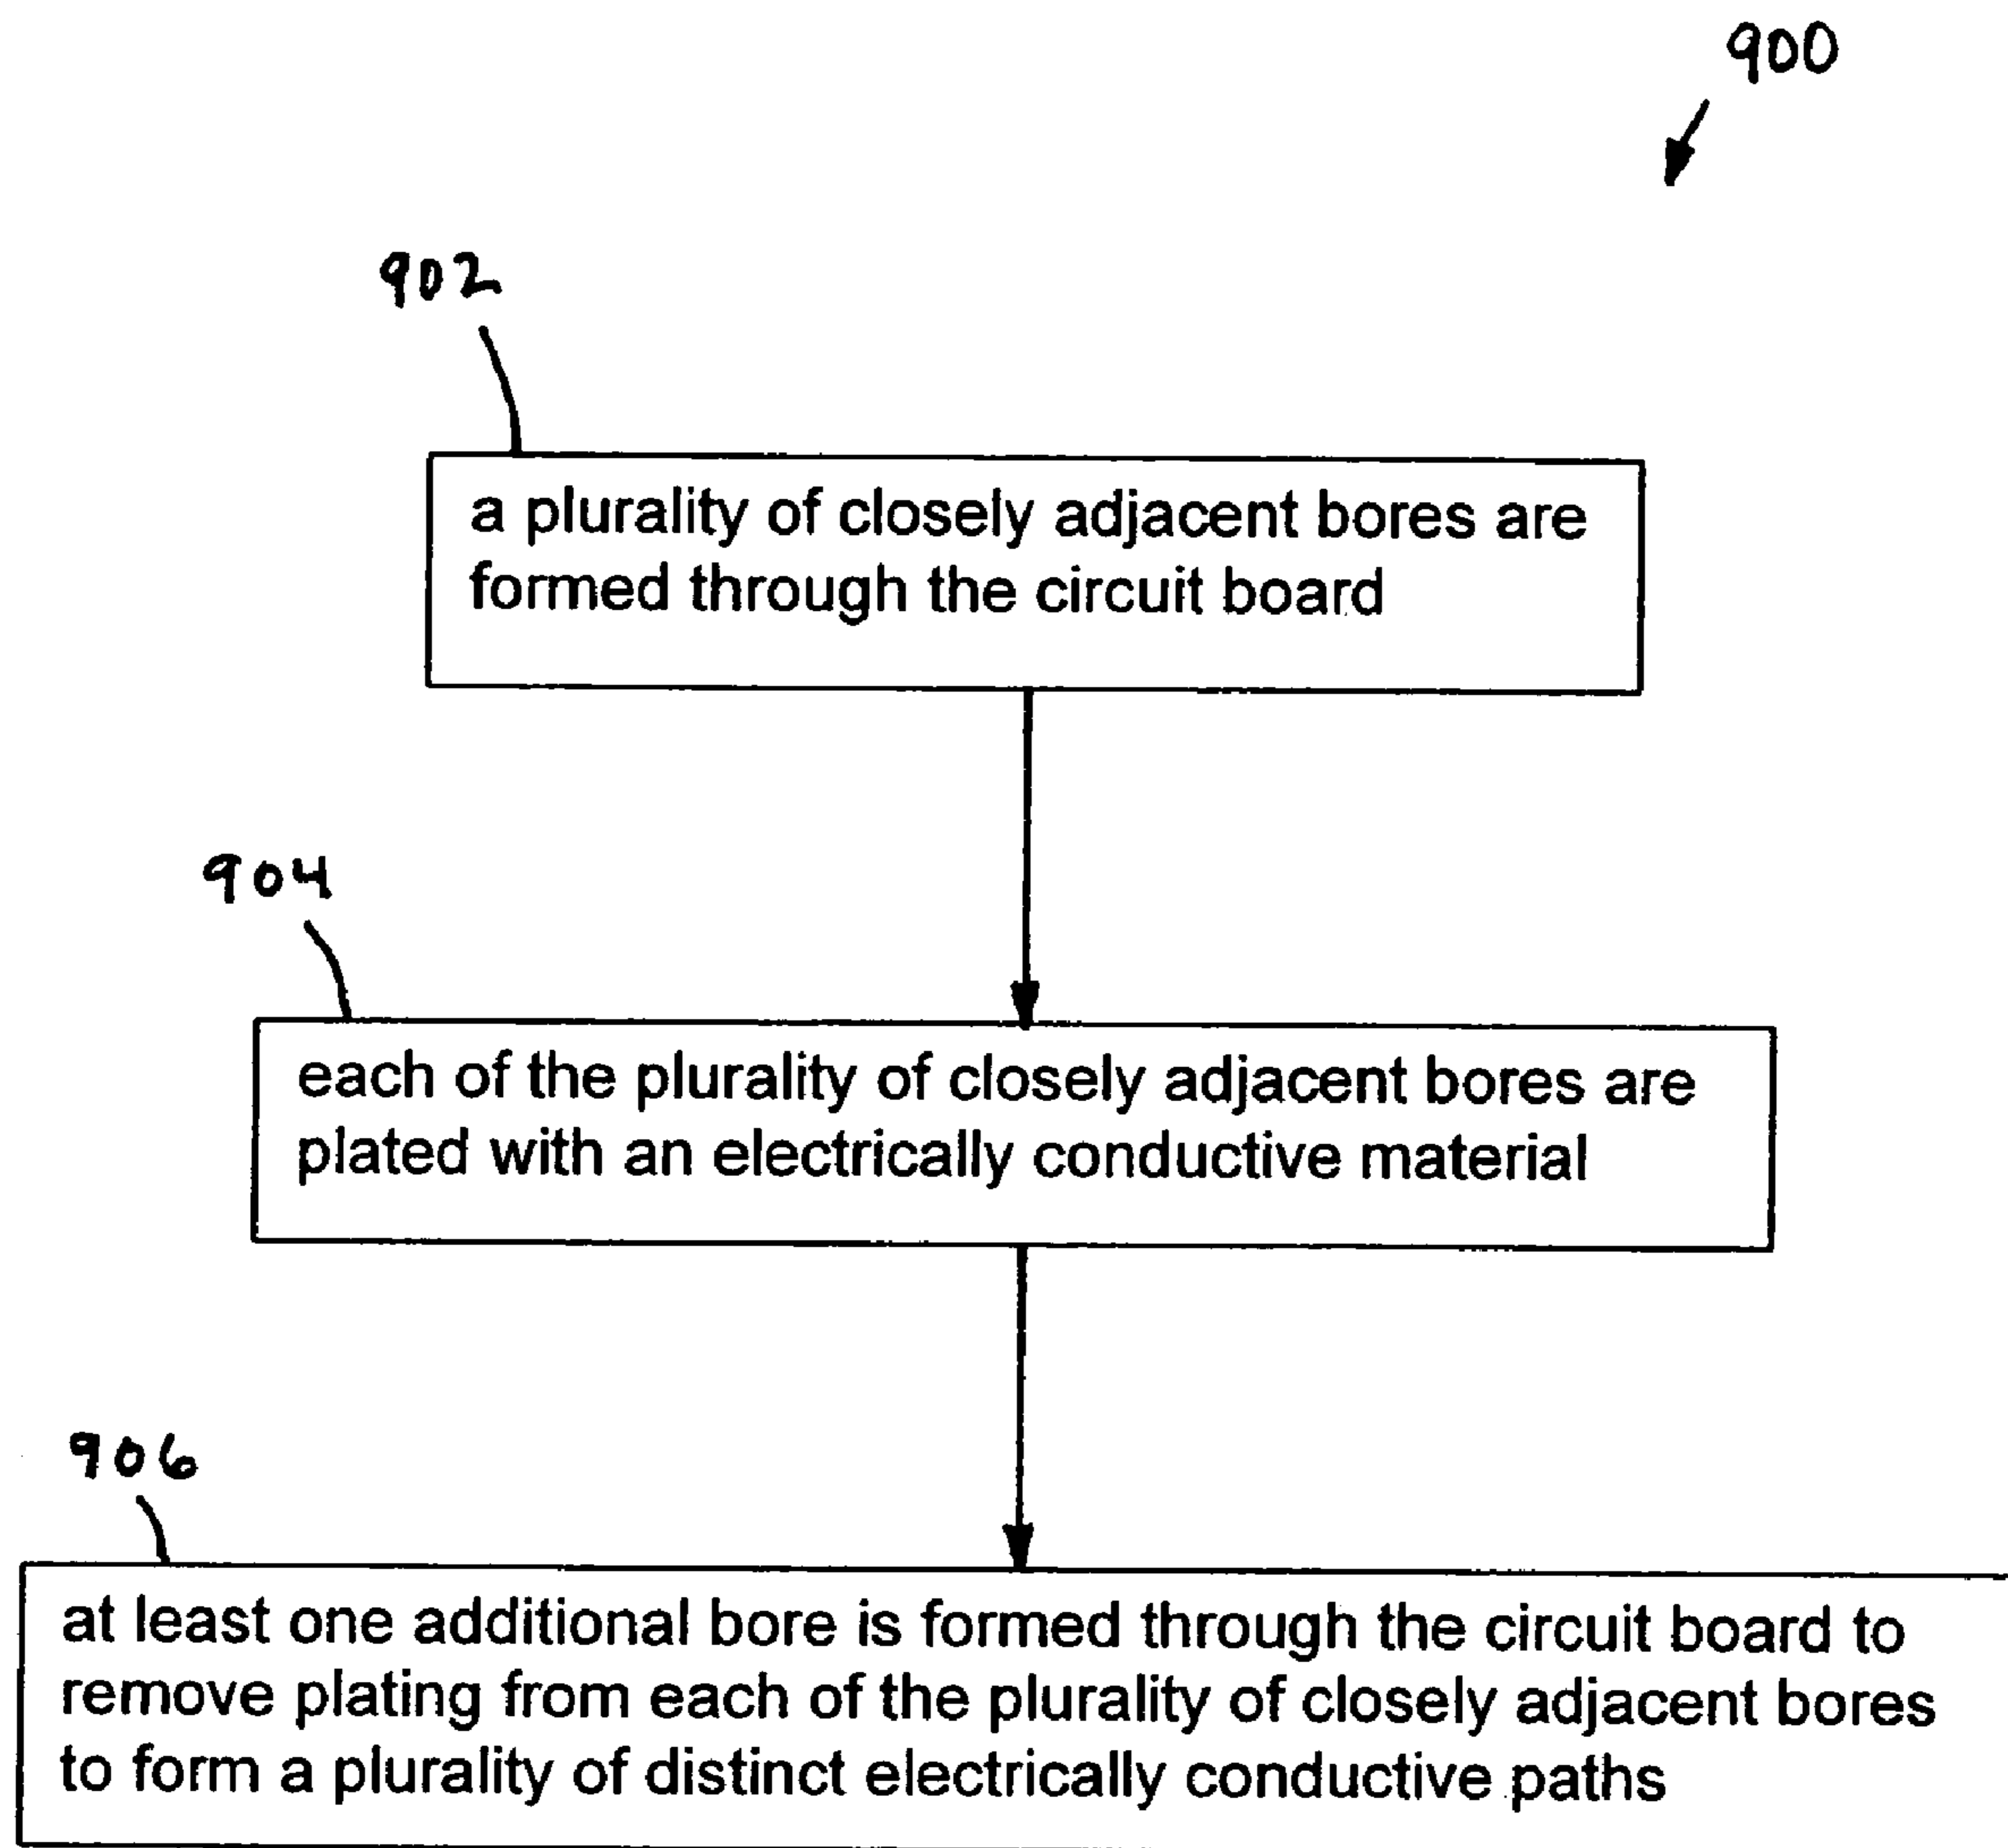 900
902
a plurality of closely adjacent bores are
formed through the circuit board
904
each of the plurality of closely adjacent bores are
plated with an electrically conductive material
906
at least one additional bore is formed through the circuit board to
remove plating from each of the plurality of closely adjacent bores
to form a plurality of distinct electrically conductive paths